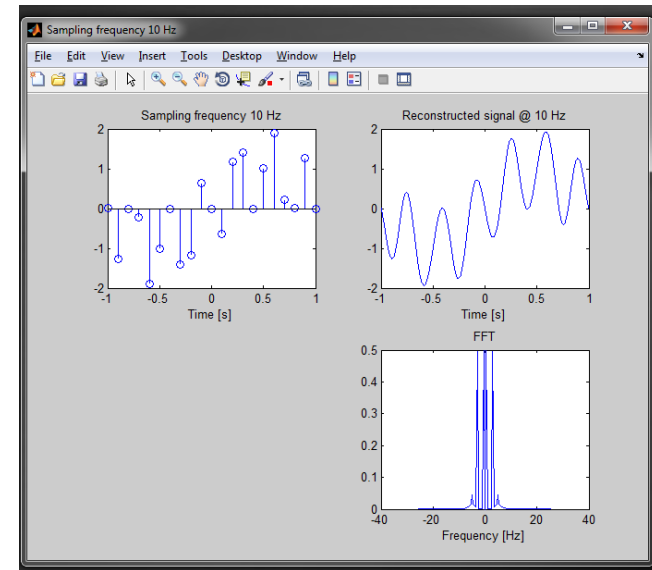 Sampling frequency 10 Hz
File Edit View Insert Tools Desktop Window Help
Sampling frequency 10 Hz
2
1
0
-1
-2
-1 -0.5 0 0.5 1
Time [s]
Reconstructed signal @ 10 Hz
2
1
0
-1
-2
-1 -0.5 0 0.5 1
Time [s]
FFT
0.5
0.4
0.3
0.2
0.1
0
-40 -20 0 20 40
Frequency [Hz]